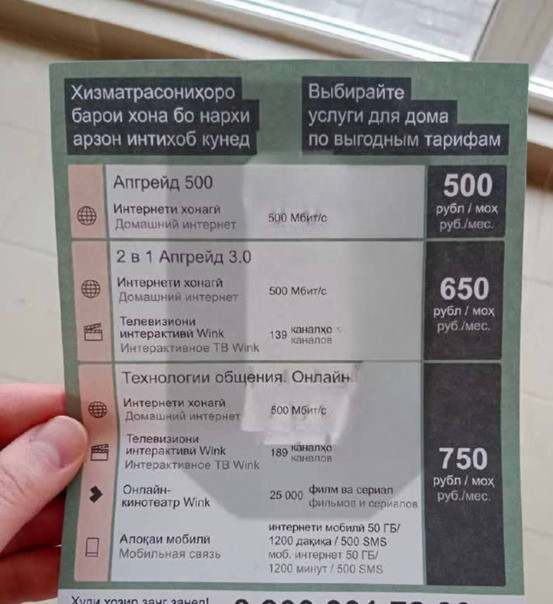 Хизматрасониҳоро
барои хона бо нархи
арзон интихоб кунед
Выбирайте
услуги для дома
по выгодным тарифам
Апгрейд 500
Интернети хонагӣ
Домашний интернет
500 Мбит/с
500
рубл / моҳ
руб./мес.
2 в 1 Апгрейд 3.0
Интернети хонагӣ
Домашний интернет
500 Мбит/с
Телевизиони
интерактивӣ Wink
Интерактивное ТВ Wink
139 каналҳо
каналов
650
рубл / моҳ
руб./мес.
Технологии общения. Онлайн
Интернети хонагӣ
Домашний интернет
500 Мбит/с
Телевизиони
интерактивӣ Wink
Интерактивное ТВ Wink
189 каналҳо
каналов
Онлайн-
кинотеатр Wink
25 000 филм ва сериал
фильмов и сериалов
Алоқаи мобилӣ
Мобильная связь
интернети мобилӣ 50 ГБ/
1200 дақиқа / 500 SMS
моб. интернет 50 ГБ/
1200 минут / 500 SMS
750
рубл / моҳ
руб./мес.
занг занед!